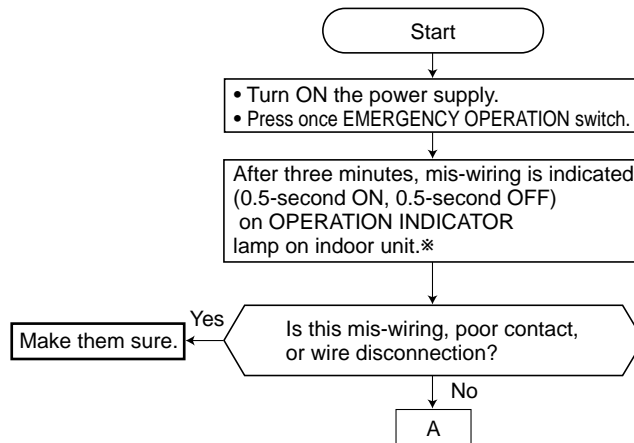 Start
• Turn ON the power supply.
• Press once EMERGENCY OPERATION switch.
After three minutes, mis-wiring is indicated
(0.5-second ON, 0.5-second OFF)
on OPERATION INDICATOR
lamp on indoor unit.※
Yes
Is this mis-wiring, poor contact,
or wire disconnection?
Make them sure.
No
A